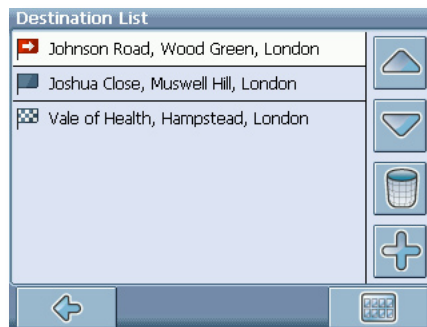 Destination List
Johnson Road, Wood Green, London
Joshua Close, Muswell Hill, London
Vale of Health, Hampstead, London